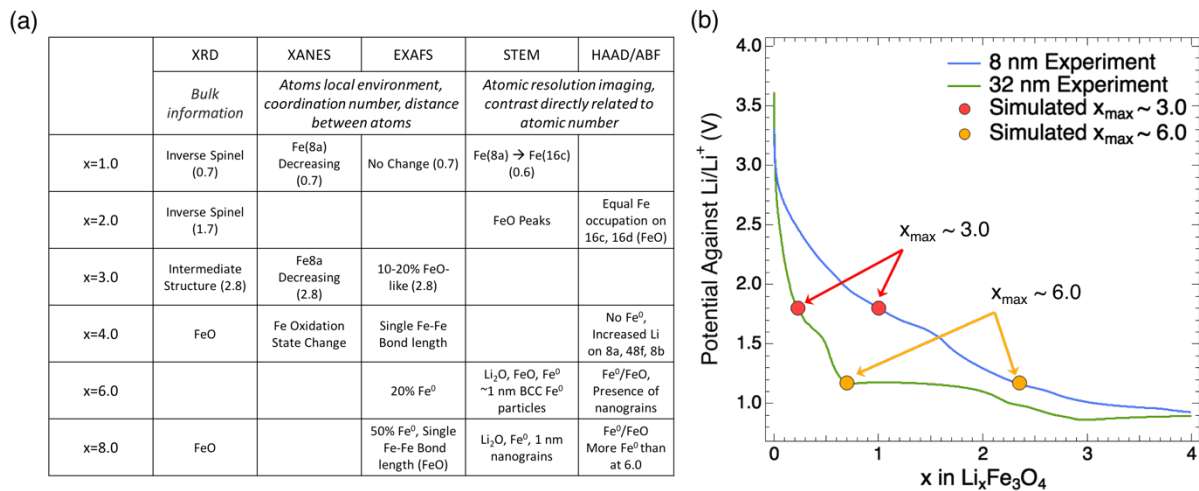 (a)
XRD XANES EXAFS STEM HAAD/ABF
Bulk
information
Atoms local environment,
coordination number, distance
between atoms
Atomic resolution imaging,
contrast directly related to
atomic number
x=1.0
Inverse Spinel
(0.7)
Fe(8a)
Decreasing
(0.7)
No Change (0.7)
Fe(8a) → Fe(16c)
(0.6)
x=2.0
Inverse Spinel
(1.7)
FeO Peaks
Equal Fe
occupation on
16c, 16d (FeO)
x=3.0
Intermediate
Structure (2.8)
Fe8a
Decreasing
(2.8)
10-20% FeO-
like (2.8)
x=4.0
FeO
Fe Oxidation
State Change
Single Fe-Fe
Bond length
No Fe⁰,
Increased Li
on 8a, 48f, 8b
x=6.0
20% Fe⁰
Li₂O, FeO, Fe⁰
~1 nm BCC Fe⁰
particles
Fe⁰/FeO,
Presence of
nanograins
x=8.0
FeO
50% Fe⁰, Single
Fe-Fe Bond
length (FeO)
Li₂O, Fe⁰, 1 nm
nanograins
Fe⁰/FeO
More Fe⁰ than
at 6.0
(b)
Potential Against Li/Li⁺ (V)
4.0
3.5
3.0
2.5
2.0
1.5
1.0
8 nm Experiment
32 nm Experiment
Simulated xₘₐₓ ~ 3.0
Simulated xₘₐₓ ~ 6.0
xₘₐₓ ~ 3.0
xₘₐₓ ~ 6.0
0 1 2 3 4
x in LiₓFe₃O₄